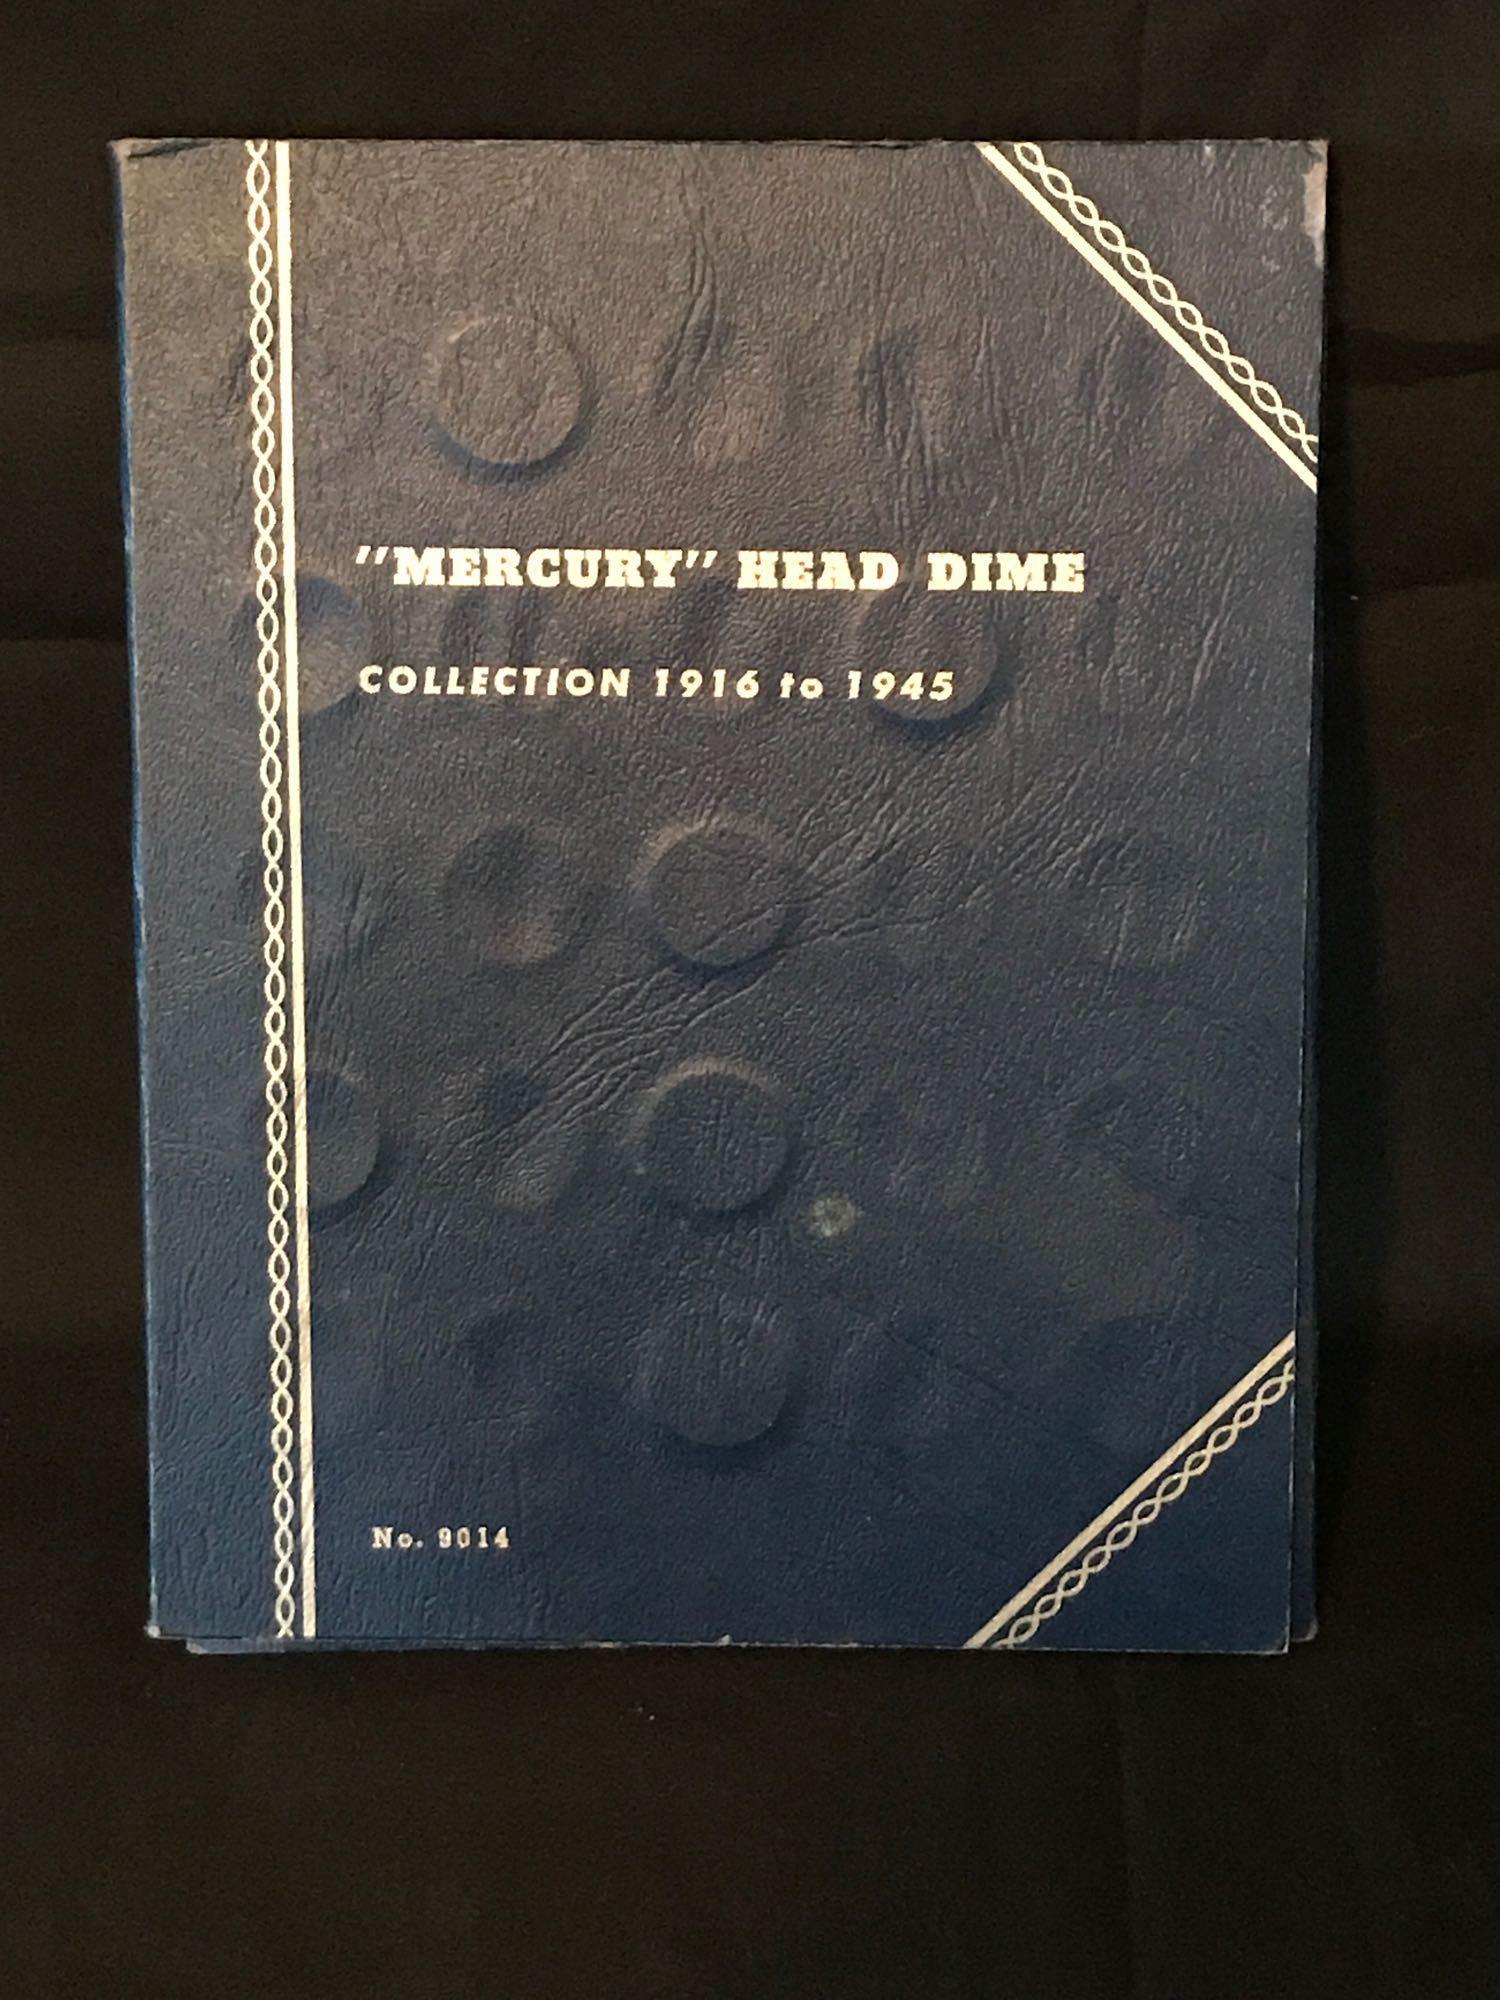 "MERCURY" HEAD DIME
COLLECTION 1916 to 1945
No. 9014